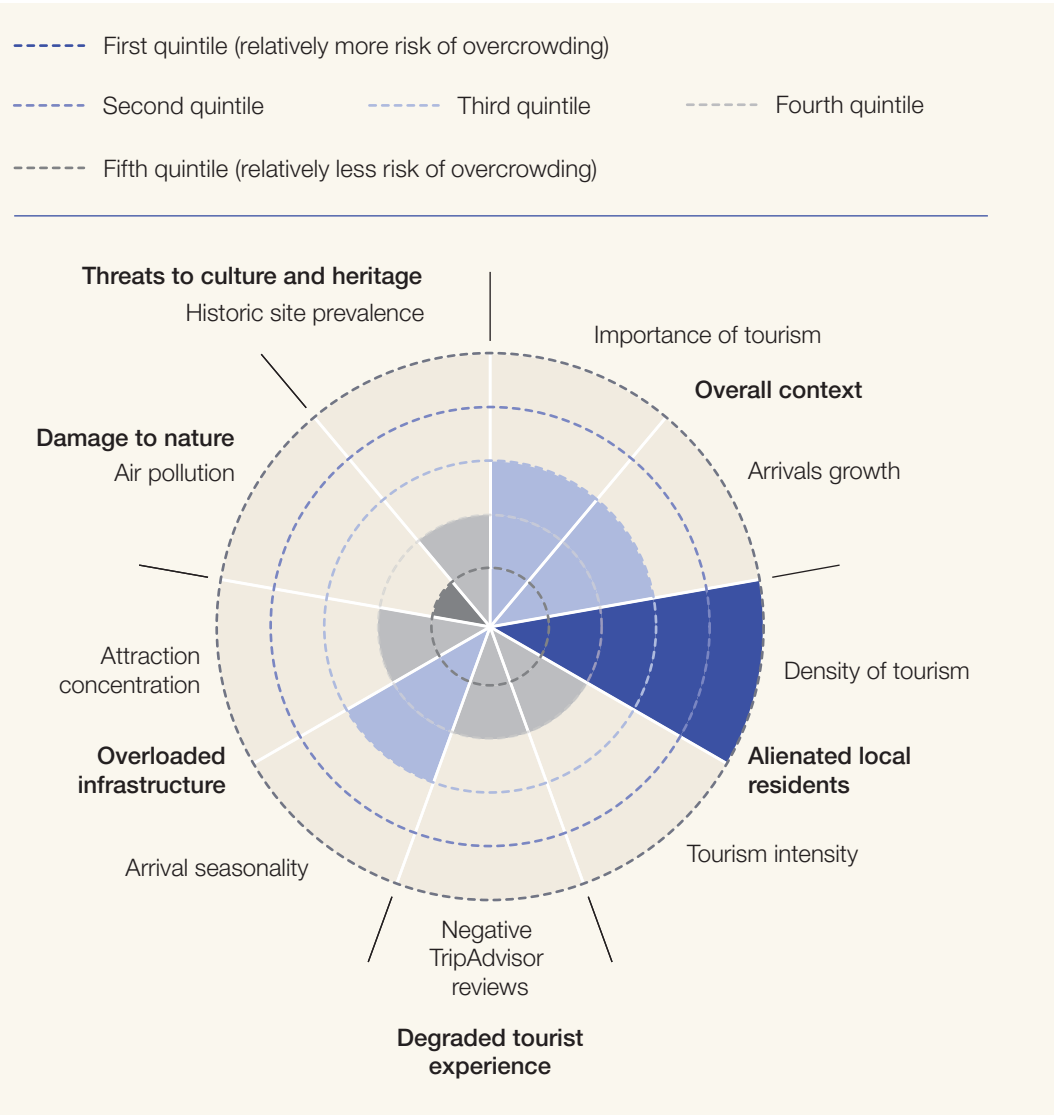 First quintile (relatively more risk of overcrowding)
Second quintile
Third quintile
Fourth quintile
Fifth quintile (relatively less risk of overcrowding)
Threats to culture and heritage
Historic site prevalence
Importance of tourism
Overall context
Damage to nature
Air pollution
Arrivals growth
Attraction
concentration
Density of tourism
Overloaded
infrastructure
Alienated local
residents
Arrival seasonality
Tourism intensity
Negative
TripAdvisor
reviews
Degraded tourist
experience